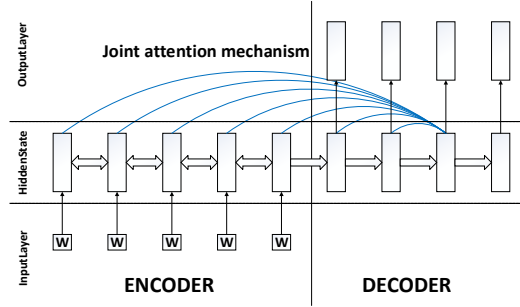 OutputLayer
Joint attention mechanism
HiddenState
InputLayer
W W W W W
ENCODER
DECODER